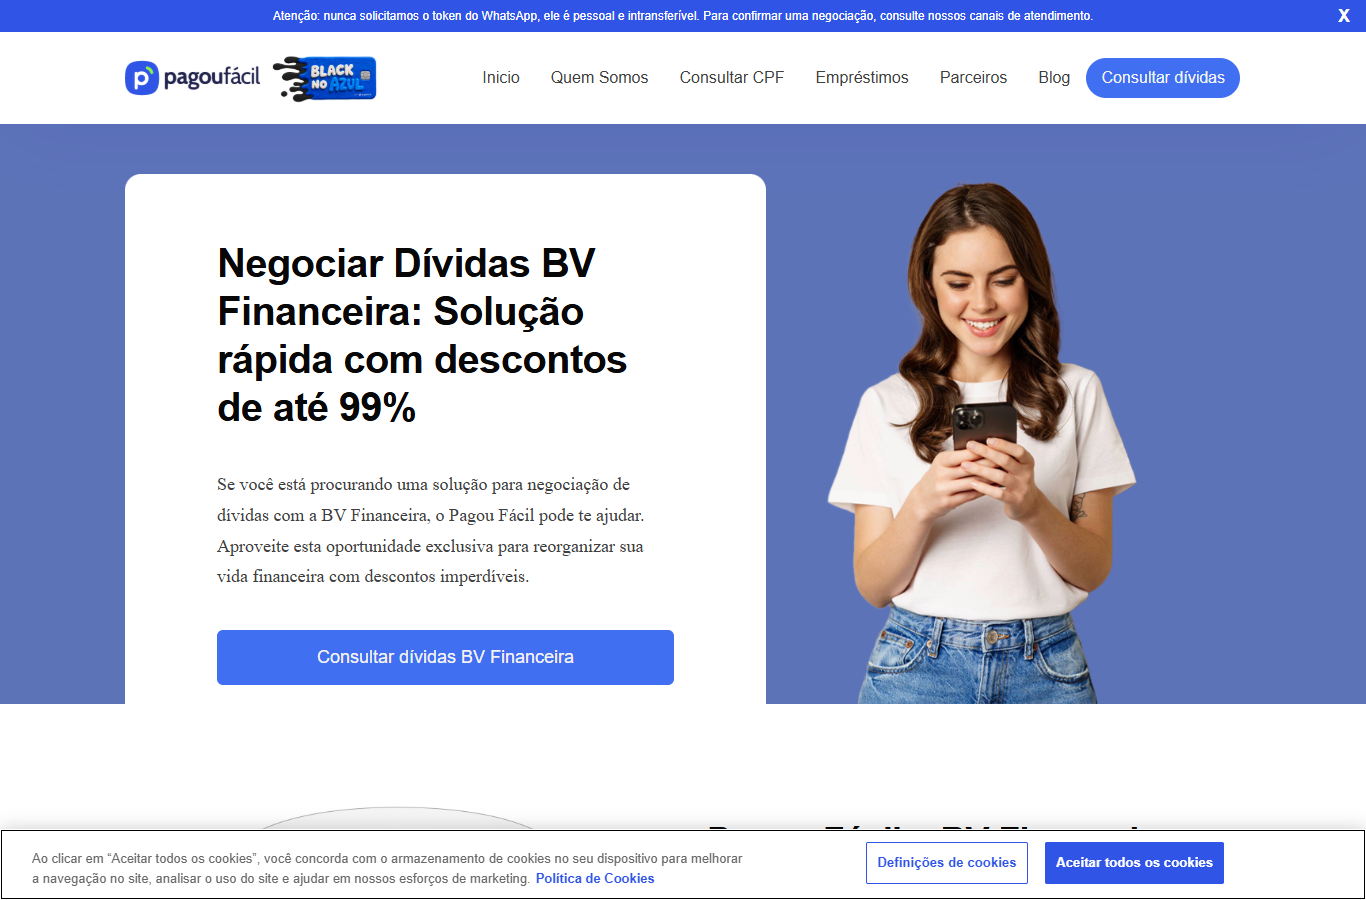 Atenção: nunca solicitamos o token do WhatsApp, ele é pessoal e intransferível. Para confirmar uma negociação, consulte nossos canais de atendimento.
X
pagoufácil
BLACK
NO AZUL
Inicio
Quem Somos
Consultar CPF
Empréstimos
Parceiros
Blog
Consultar dívidas
Negociar Dívidas BV
Financeira: Solução
rápida com descontos
de até 99%
Se você está procurando uma solução para negociação de
dívidas com a BV Financeira, o Pagou Fácil pode te ajudar.
Aproveite esta oportunidade exclusiva para reorganizar sua
vida financeira com descontos imperdíveis.
Consultar dívidas BV Financeira
Ao clicar em “Aceitar todos os cookies”, você concorda com o armazenamento de cookies no seu dispositivo para melhorar
a navegação no site, analisar o uso do site e ajudar em nossos esforços de marketing. Política de Cookies
Definições de cookies
Aceitar todos os cookies